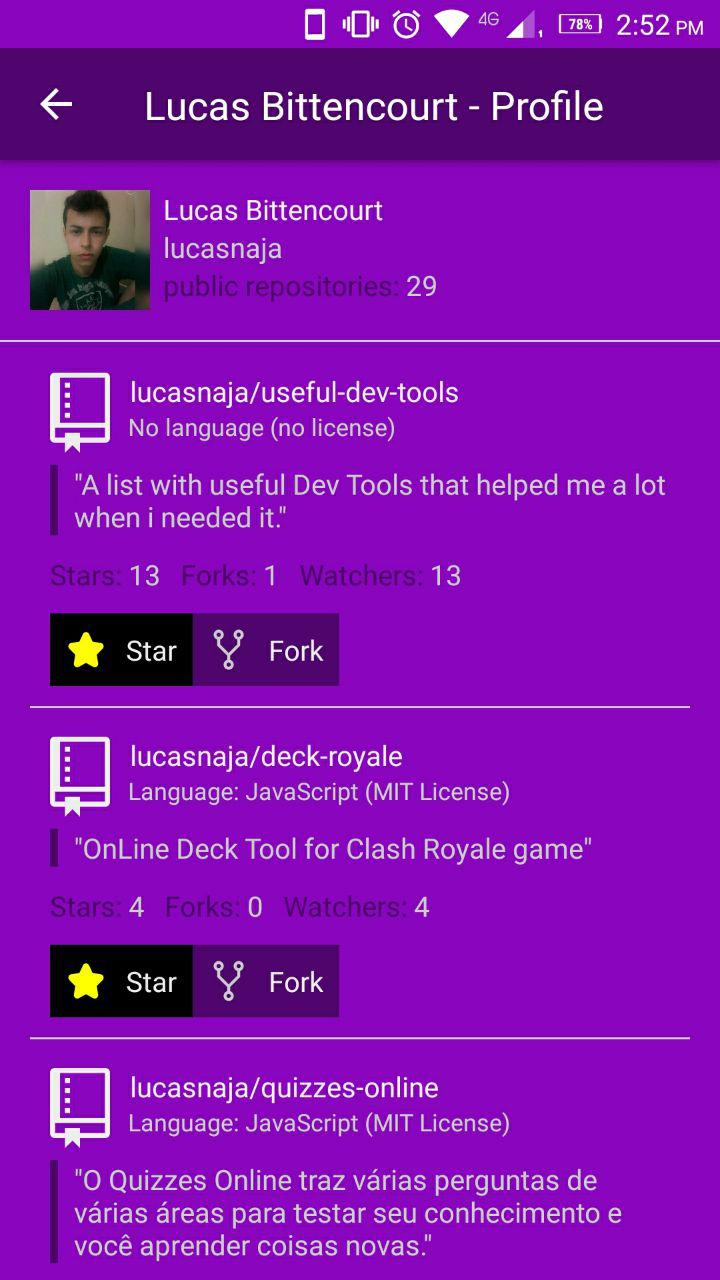 4G 78% 2:52 PM
Lucas Bittencourt - Profile
Lucas Bittencourt
lucasnaja
public repositories: 29
lucasnaja/useful-dev-tools
No language (no license)
"A list with useful Dev Tools that helped me a lot
when i needed it."
Stars: 13 Forks: 1 Watchers: 13
Star Fork
lucasnaja/deck-royale
Language: JavaScript (MIT License)
"OnLine Deck Tool for Clash Royale game"
Stars: 4 Forks: 0 Watchers: 4
Star Fork
lucasnaja/quizzes-online
Language: JavaScript (MIT License)
"O Quizzes Online traz várias perguntas de
várias áreas para testar seu conhecimento e
você aprender coisas novas."